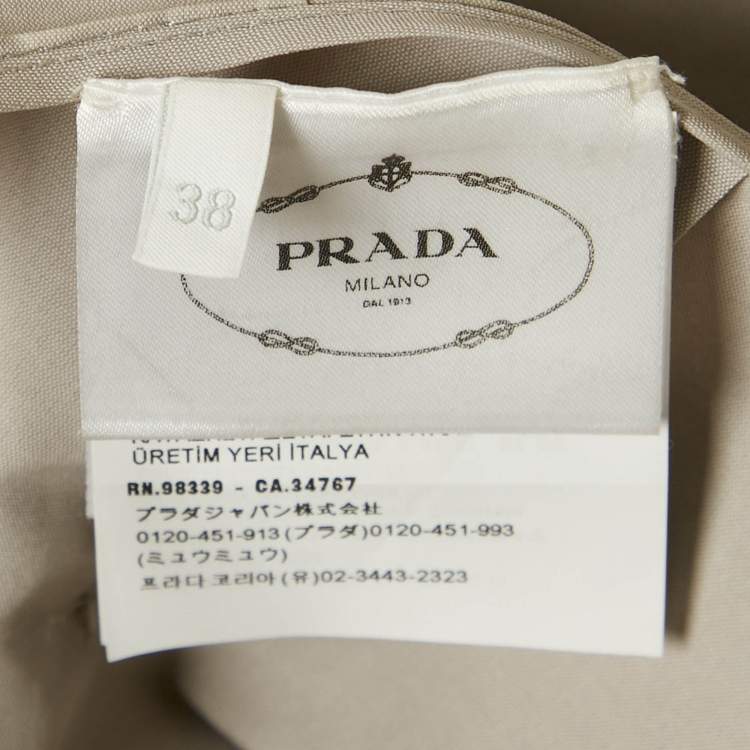 38
PRADA
MILANO
DAL 1913
ÜRETİM YERİ İTALYA
RN.98339 - CA.34767
プラダジャパン株式会社
0120-451-913(プラダ)0120-451-993
(ミュウミュウ)
프라다코리아(유)02-3443-2323